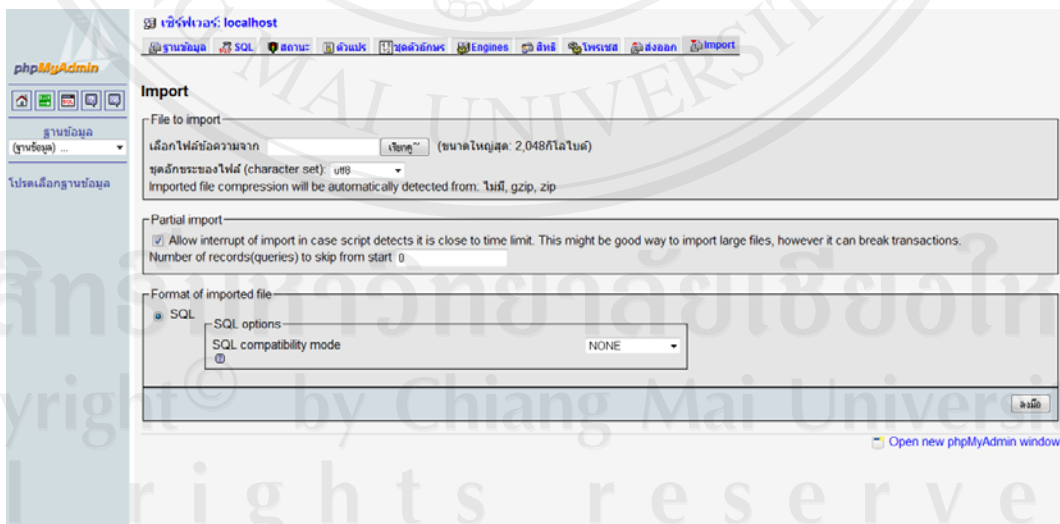 เซิร์ฟเวอร์: localhost
ฐานข้อมูล SQL สถานะ ตัวแปร ชุดตัวอักษร Engines สิทธิ โพรเซส ส่งออก Import
phpMyAdmin
ฐานข้อมูล
(ฐานข้อมูล) ...
โปรดเลือกฐานข้อมูล
Import
File to import
เลือกไฟล์ข้อความจาก เรียกดู (ขนาดใหญ่สุด: 2,048กิโลไบต์)
ชุดอักขระของไฟล์ (character set): utf8
Imported file compression will be automatically detected from: ไม่มี, gzip, zip
Partial import
Allow interrupt of import in case script detects it is close to time limit. This might be good way to import large files, however it can break transactions.
Number of records(queries) to skip from start 0
Format of imported file
SQL
SQL options
SQL compatibility mode NONE
ลงมือ
Open new phpMyAdmin window
MAI UNIVER
yright© by Chiang Mai Universi
rights reserve